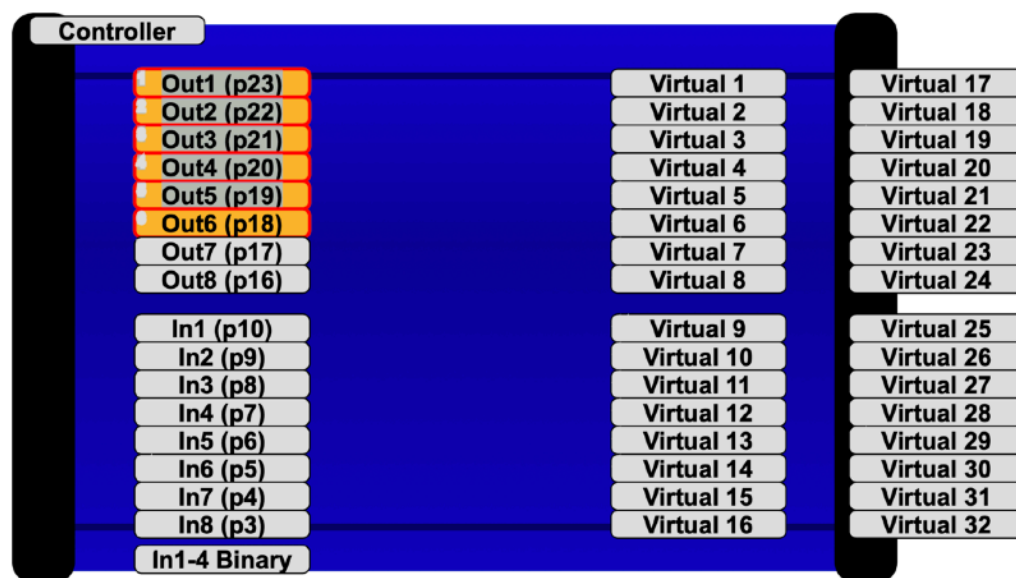 Controller
Out1 (p23)
Out2 (p22)
Out3 (p21)
Out4 (p20)
Out5 (p19)
Out6 (p18)
Out7 (p17)
Out8 (p16)
In1 (p10)
In2 (p9)
In3 (p8)
In4 (p7)
In5 (p6)
In6 (p5)
In7 (p4)
In8 (p3)
In1-4 Binary
Virtual 1
Virtual 2
Virtual 3
Virtual 4
Virtual 5
Virtual 6
Virtual 7
Virtual 8
Virtual 9
Virtual 10
Virtual 11
Virtual 12
Virtual 13
Virtual 14
Virtual 15
Virtual 16
Virtual 17
Virtual 18
Virtual 19
Virtual 20
Virtual 21
Virtual 22
Virtual 23
Virtual 24
Virtual 25
Virtual 26
Virtual 27
Virtual 28
Virtual 29
Virtual 30
Virtual 31
Virtual 32